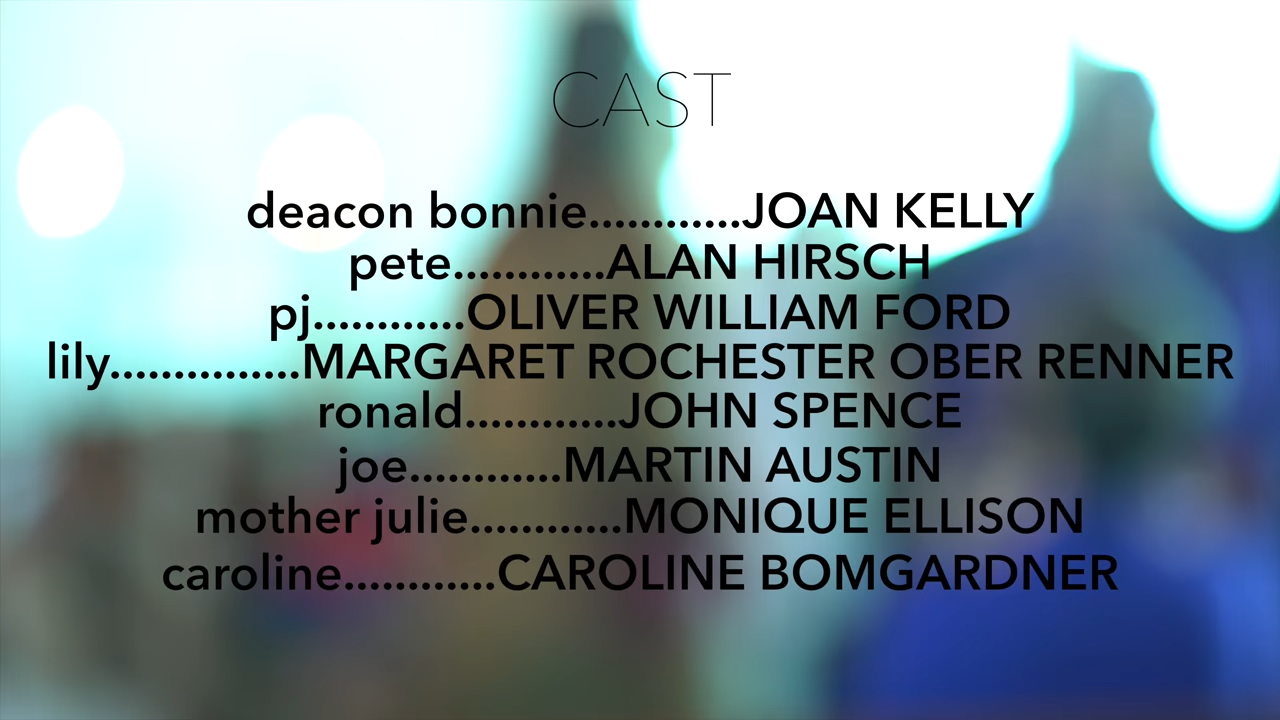 CAST
deacon bonnie............JOAN KELLY
pete............ALAN HIRSCH
pj............OLIVER WILLIAM FORD
lily...............MARGARET ROCHESTER OBER RENNER
ronald............JOHN SPENCE
joe............MARTIN AUSTIN
mother julie............MONIQUE ELLISON
caroline............CAROLINE BOMGARDNER